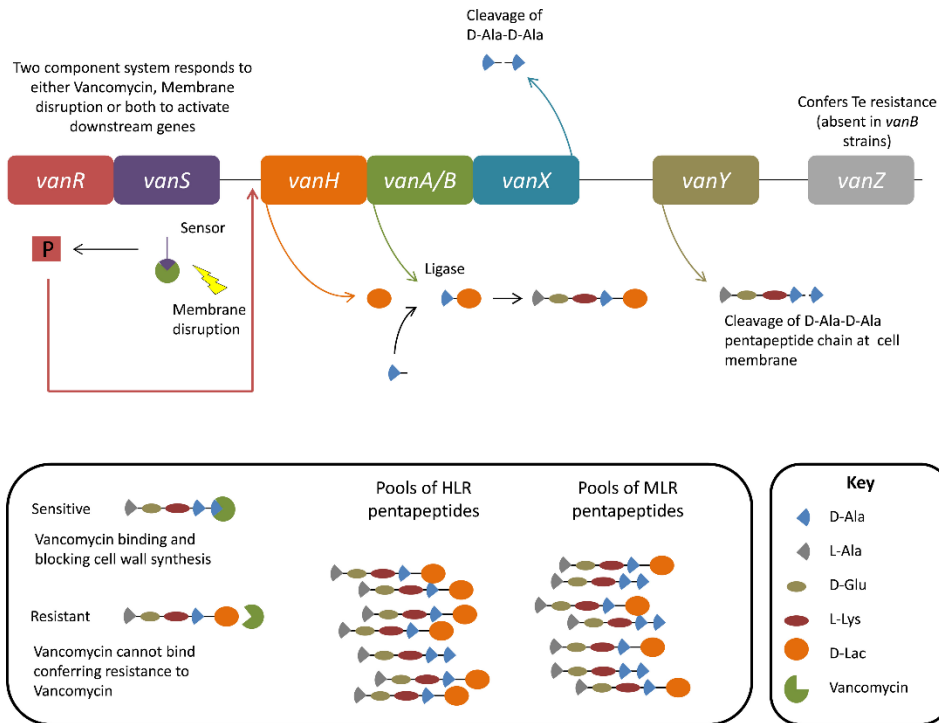 Cleavage of
D-Ala-D-Ala
Two component system responds to
either Vancomycin, Membrane
disruption or both to activate
downstream genes
Confers Te resistance
(absent in vanB
strains)
vanR
vanS
vanH
vanA/B
vanX
vanY
vanZ
P
Sensor
Membrane
disruption
Ligase
Cleavage of D-Ala-D-Ala
pentapeptide chain at cell
membrane
Sensitive
Vancomycin binding and
blocking cell wall synthesis
Resistant
Vancomycin cannot bind
conferring resistance to
Vancomycin
Pools of HLR
pentapeptides
Pools of MLR
pentapeptides
Key
D-Ala
L-Ala
D-Glu
L-Lys
D-Lac
Vancomycin